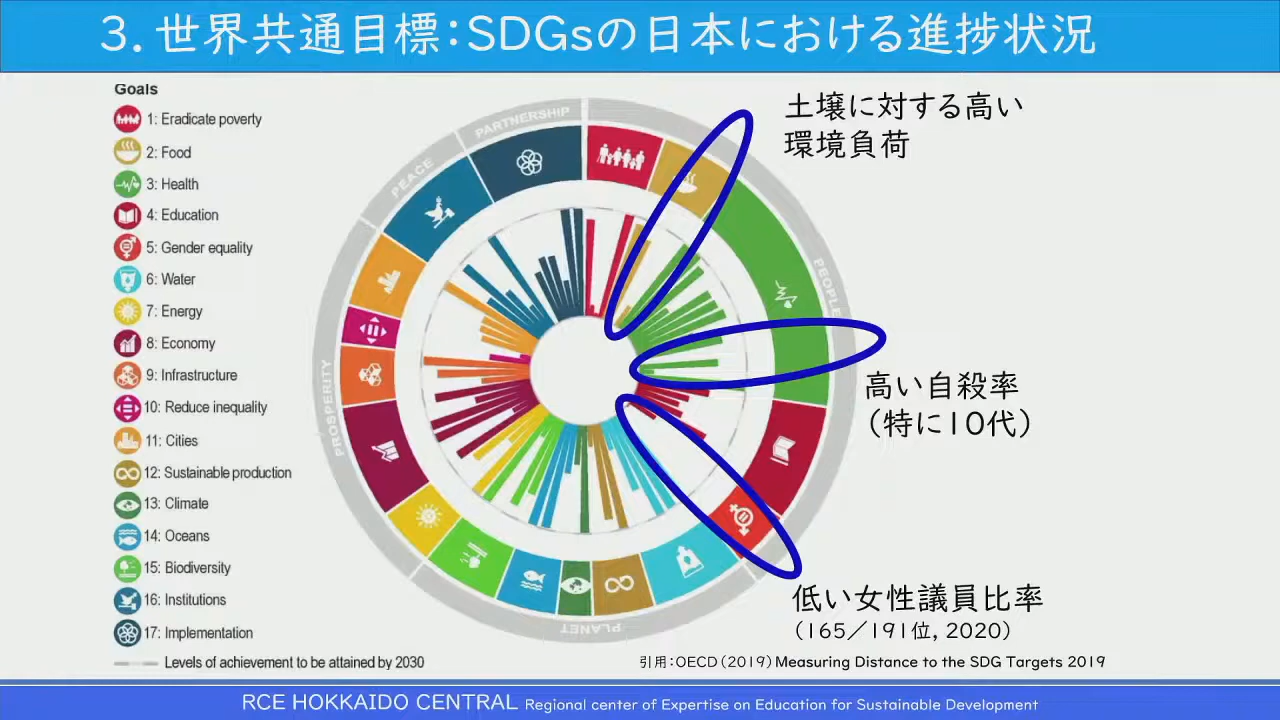 3. 世界共通目標：SDGsの日本における進捗状況
Goals
1: Eradicate poverty
2: Food
3: Health
4: Education
5: Gender equality
6: Water
7: Energy
8: Economy
9: Infrastructure
10: Reduce inequality
11: Cities
12: Sustainable production
13: Climate
14: Oceans
15: Biodiversity
16: Institutions
17: Implementation
Levels of achievement to be attained by 2030
PARTNERSHIP
PEACE
PEOPLE
PROSPERITY
PLANET
土壌に対する高い
環境負荷
高い自殺率
（特に10代）
低い女性議員比率
（165／191位, 2020）
引用：OECD（2019）Measuring Distance to the SDG Targets 2019
RCE HOKKAIDO CENTRAL Regional center of Expertise on Education for Sustainable Development